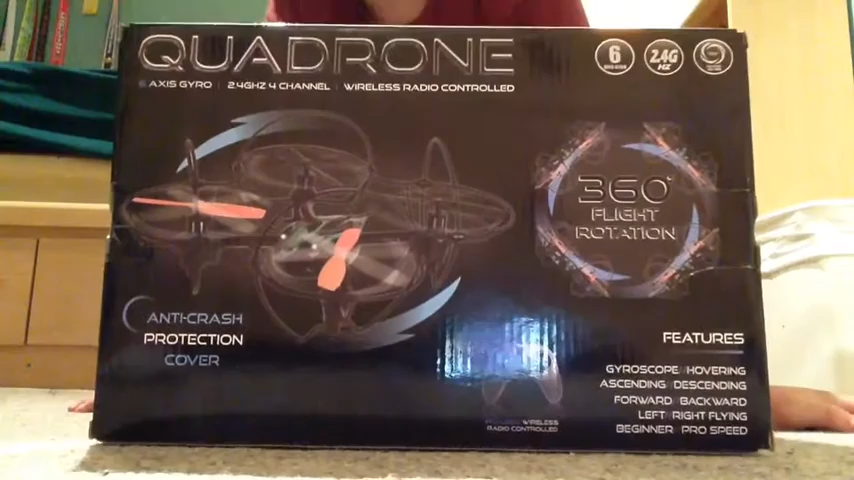 QUADRONE
6 AXIS GYRO | 2.4GHZ 4 CHANNEL | WIRELESS RADIO CONTROLLED
6
2.4G
HZ
360°
FLIGHT
ROTATION
ANTI-CRASH
PROTECTION
COVER
FEATURES
GYROSCOPE HOVERING
ASCENDING DESCENDING
FORWARD BACKWARD
LEFT RIGHT FLYING
BEGINNER PRO SPEED
WIRELESS
RADIO CONTROLLED